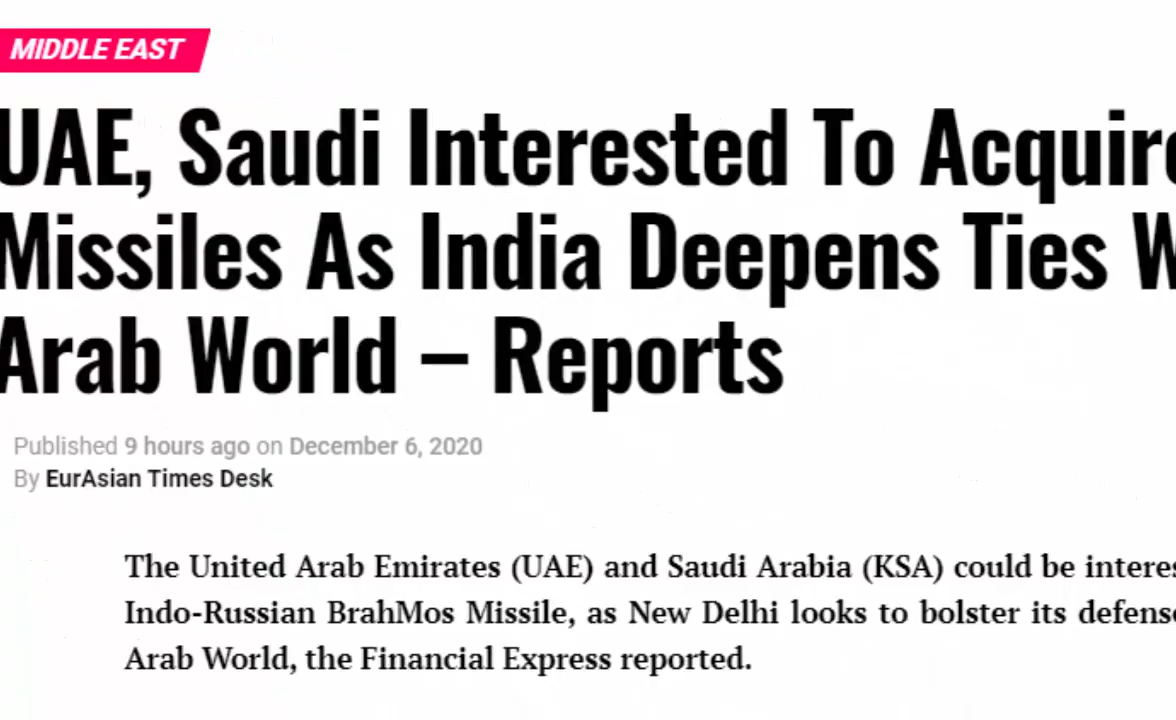 MIDDLE EAST
UAE, Saudi Interested To Acquire
Missiles As India Deepens Ties W
Arab World – Reports
Published 9 hours ago on December 6, 2020
By EurAsian Times Desk
The United Arab Emirates (UAE) and Saudi Arabia (KSA) could be interes
Indo-Russian BrahMos Missile, as New Delhi looks to bolster its defense
Arab World, the Financial Express reported.